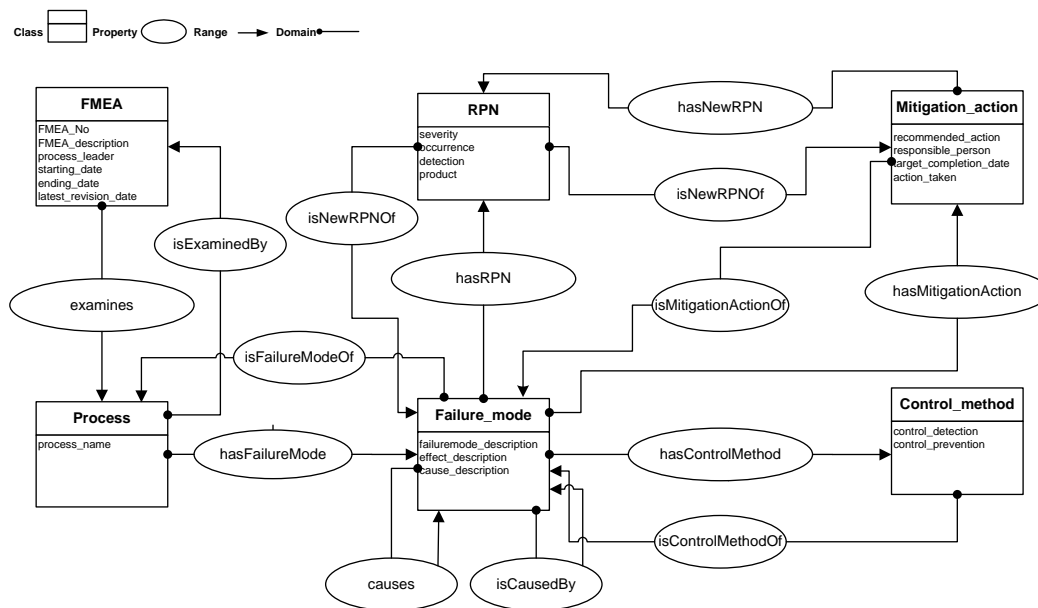 Class Property Range Domain
FMEA
FMEA_No
FMEA_description
process_leader
starting_date
ending_date
latest_revision_date
RPN
severity
occurrence
detection
product
hasNewRPN
Mitigation_action
recommended_action
responsible_person
target_completion_date
action_taken
isNewRPNOf
isNewRPNOf
isExaminedBy
hasRPN
isMitigationActionOf
hasMitigationAction
examines
isFailureModeOf
Process
process_name
hasFailureMode
Failure_mode
failuremode_description
effect_description
cause_description
hasControlMethod
Control_method
control_detection
control_prevention
isControlMethodOf
causes
isCausedBy